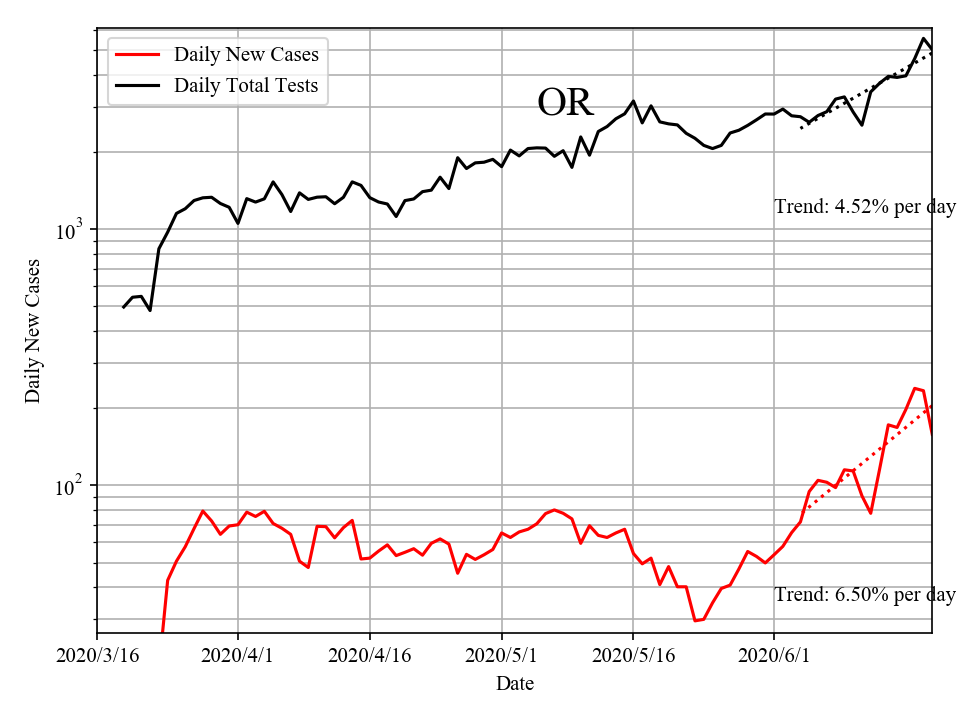 Daily New Cases
Daily Total Tests
OR
10³
Trend: 4.52% per day
Daily New Cases
10²
Trend: 6.50% per day
2020/3/16 2020/4/1 2020/4/16 2020/5/1 2020/5/16 2020/6/1
Date